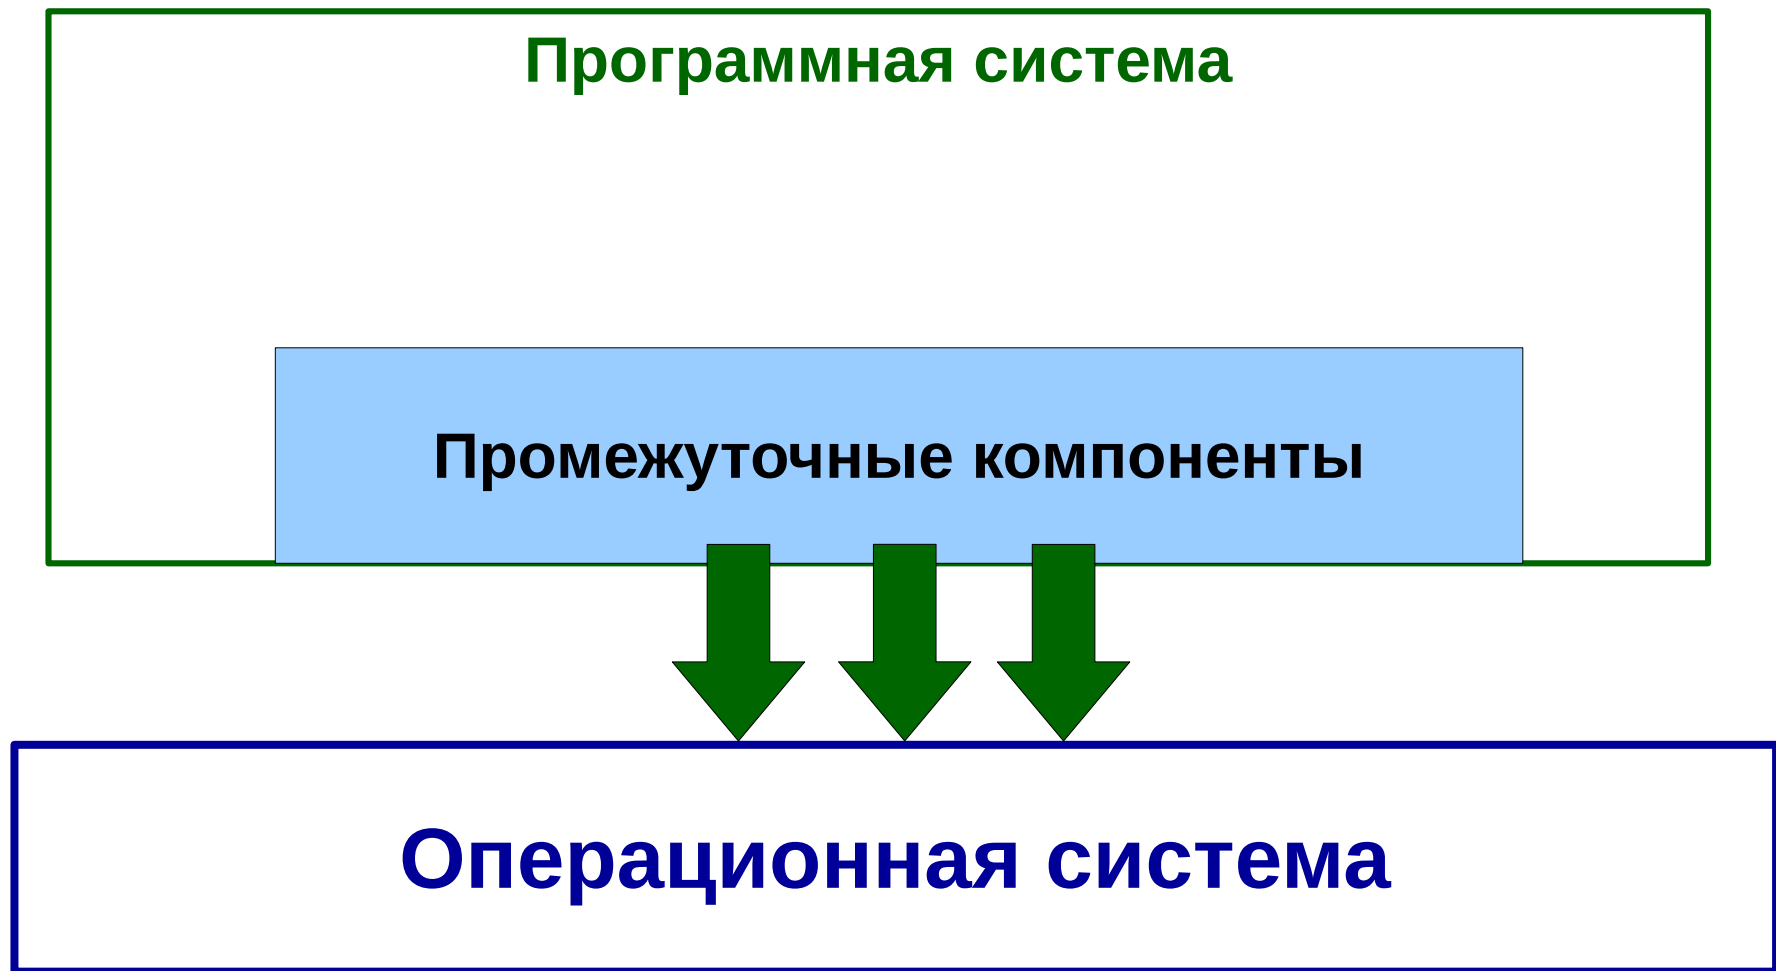 Программная система
Промежуточные компоненты
Операционная система